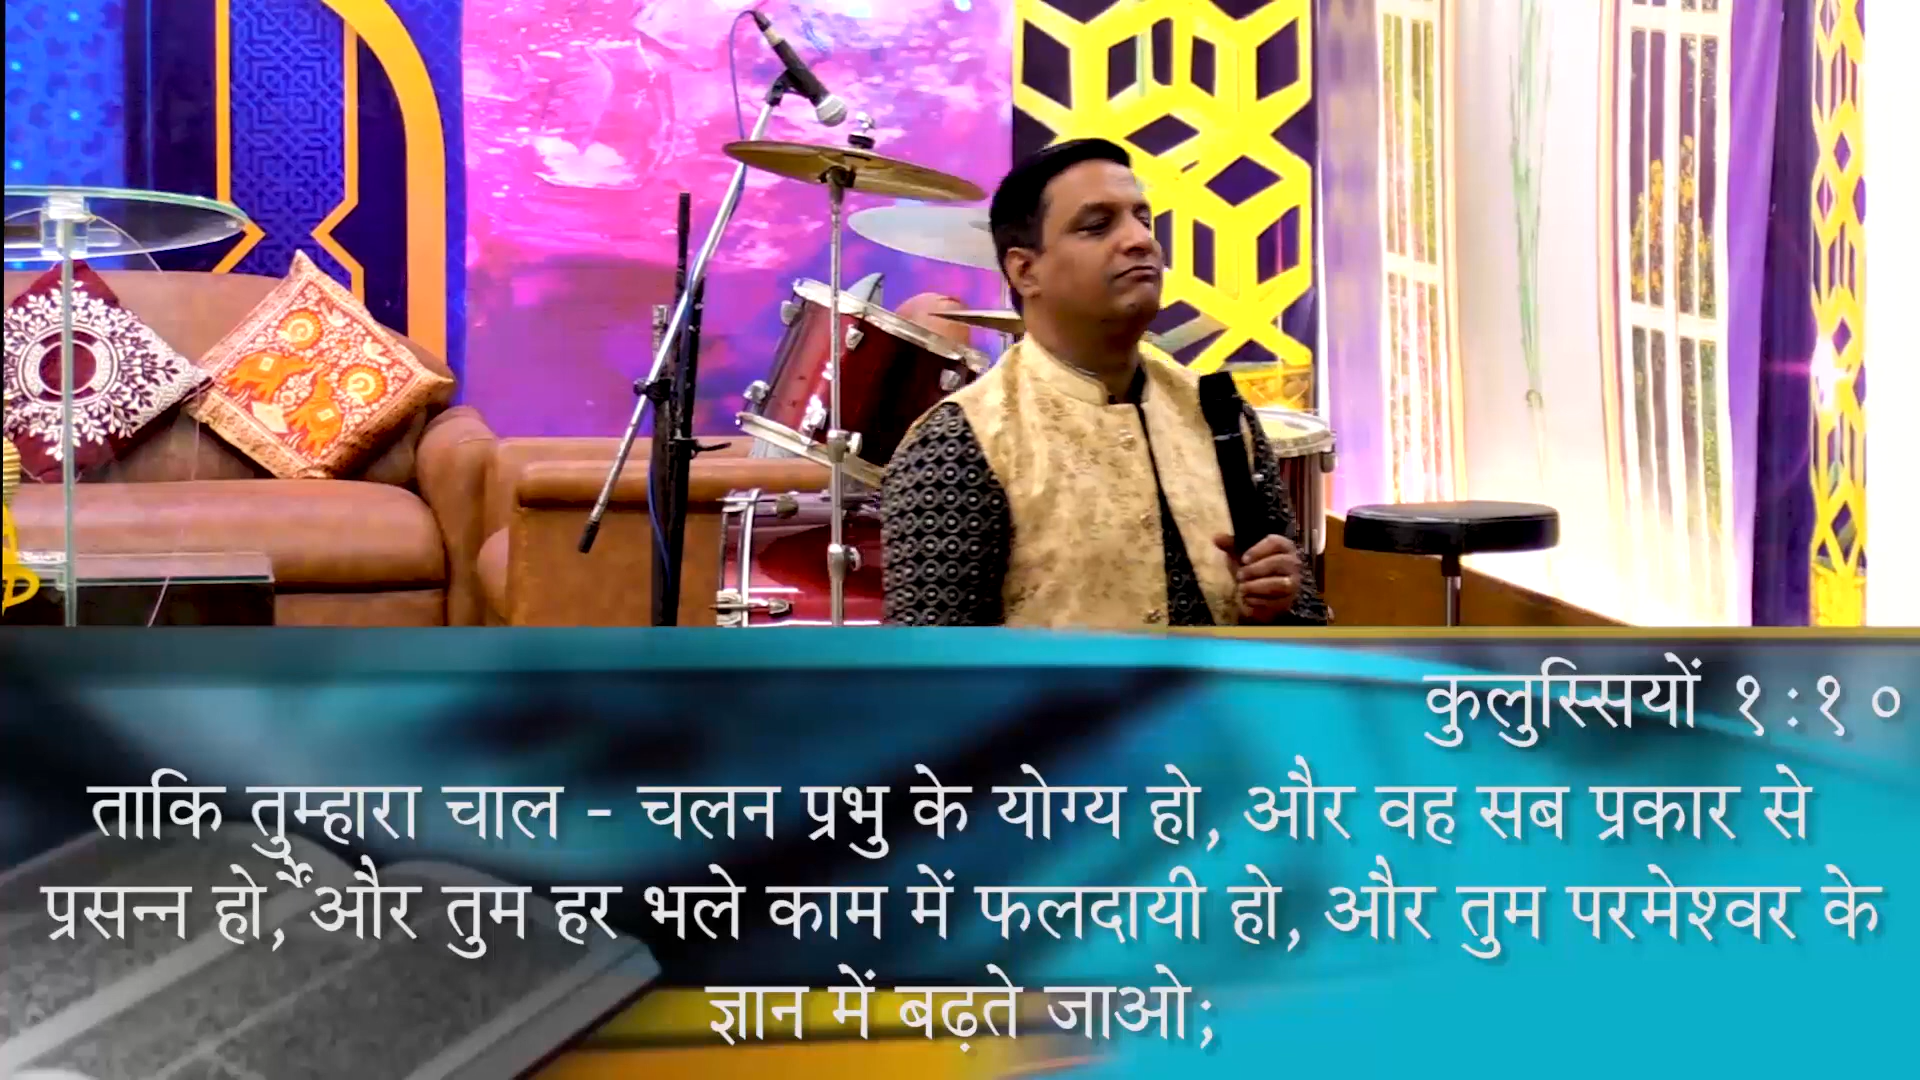 कुलुस्सियों १:१०
ताकि तुम्हारा चाल - चलन प्रभु के योग्य हो, और वह सब प्रकार से
प्रसन्न हो, और तुम हर भले काम में फलदायी हो, और तुम परमेश्वर के
ज्ञान में बढ़ते जाओ;